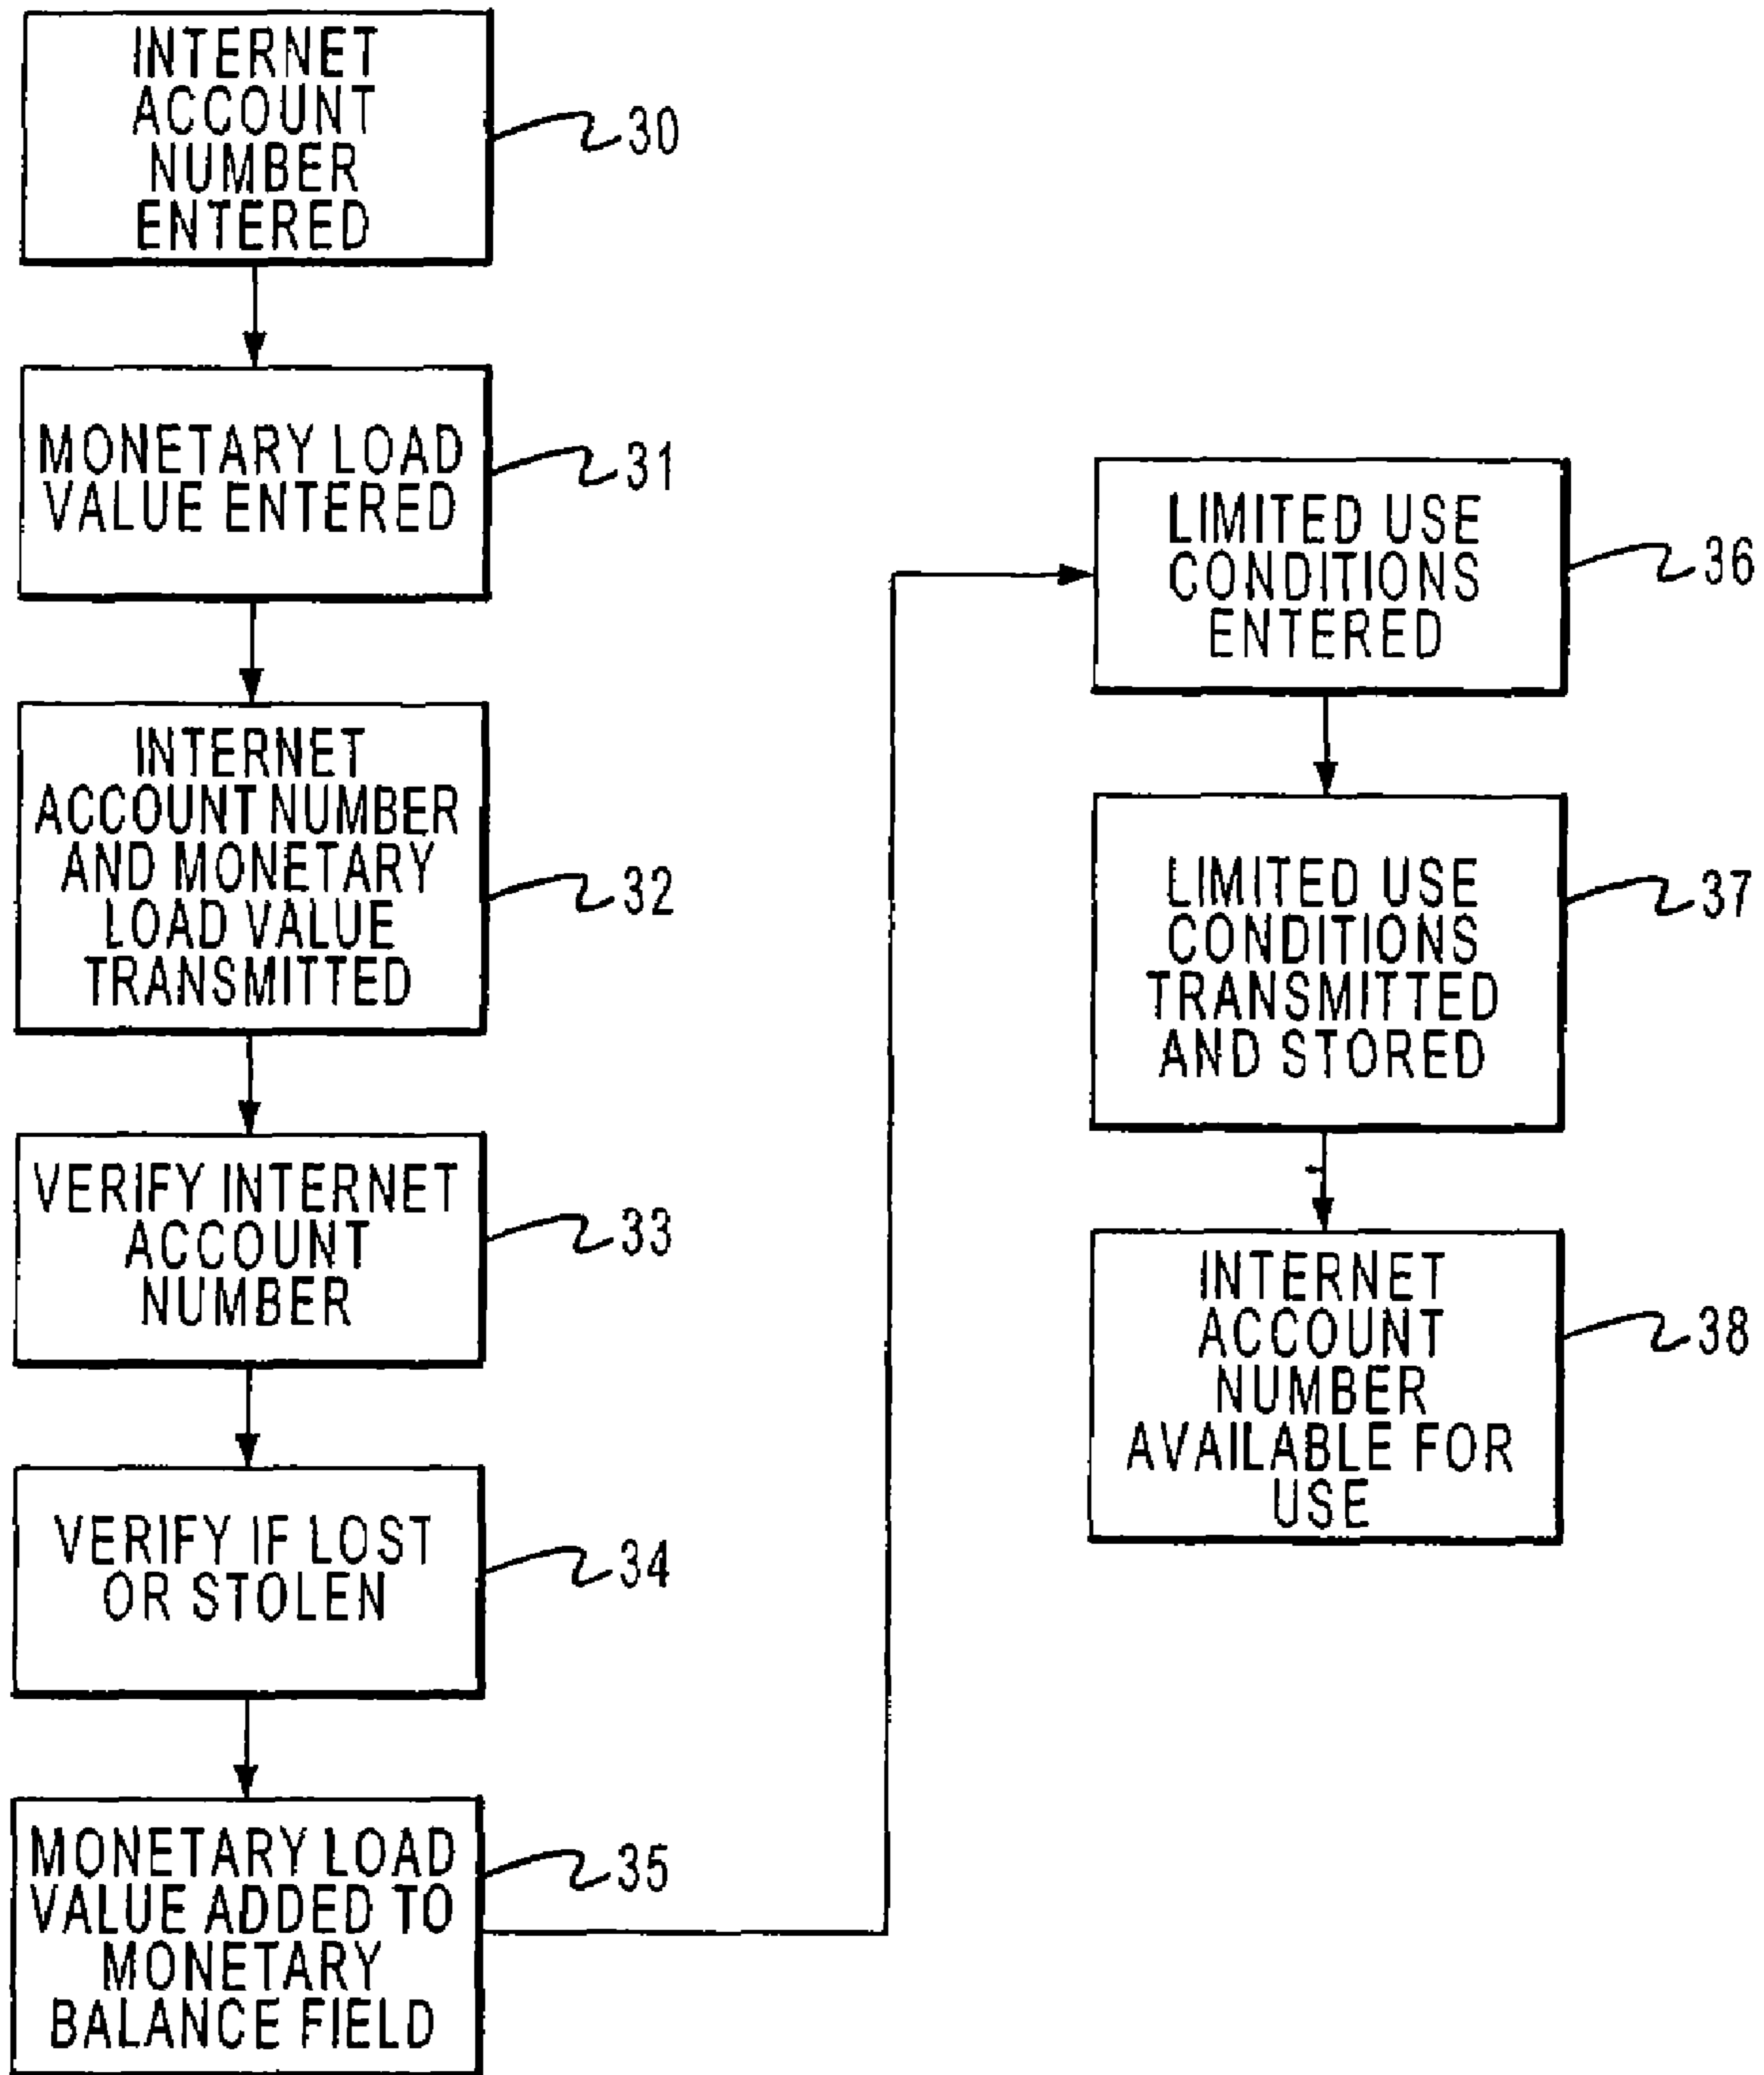 INTERNET
ACCOUNT
NUMBER
ENTERED
30
MONETARY LOAD
VALUE ENTERED
31
INTERNET
ACCOUNT NUMBER
AND MONETARY
LOAD VALUE
TRANSMITTED
32
VERIFY INTERNET
ACCOUNT
NUMBER
33
VERIFY IF LOST
OR STOLEN
34
MONETARY LOAD
VALUE ADDED TO
MONETARY
BALANCE FIELD
35
LIMITED USE
CONDITIONS
ENTERED
36
LIMITED USE
CONDITIONS
TRANSMITTED
AND STORED
37
INTERNET
ACCOUNT
NUMBER
AVAILABLE FOR
USE
38